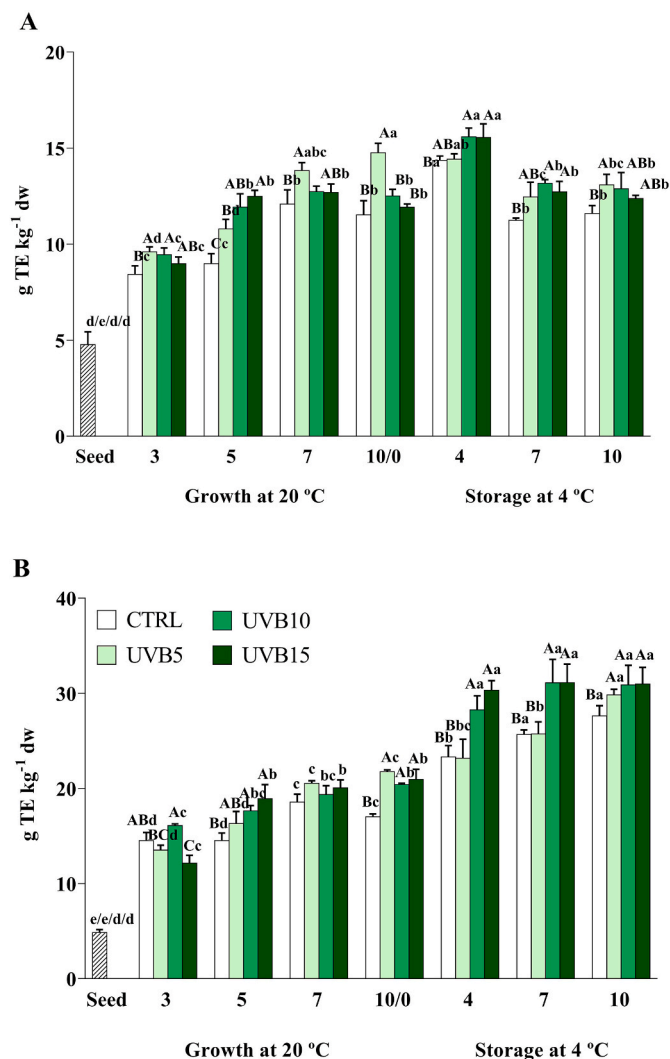 A
20
15
10
5
0
g TE kg⁻¹ dw
d/e/d/d
Bc Ad Ac ABc
Cc Bd ABb Ab
Bb Aabc ABb
Bb Aa Bb Bb
Ba ABab Aa Aa
Bb ABc Ab Ab
Bb Abc ABb ABb
Seed 3 5 7 10/0 4 7 10
Growth at 20 ºC Storage at 4 ºC
B
40
30
20
10
0
g TE kg⁻¹ dw
CTRL UVB10
UVB5 UVB15
e/e/d/d
ABd BCd Ac Cc
Bd ABd Abc Ab
c c bc b
Bc Ac Ab Ab
Bb Bbc Aa Aa
Ba Bb Aa Aa
Ba Aa Aa Aa
Seed 3 5 7 10/0 4 7 10
Growth at 20 ºC Storage at 4 ºC